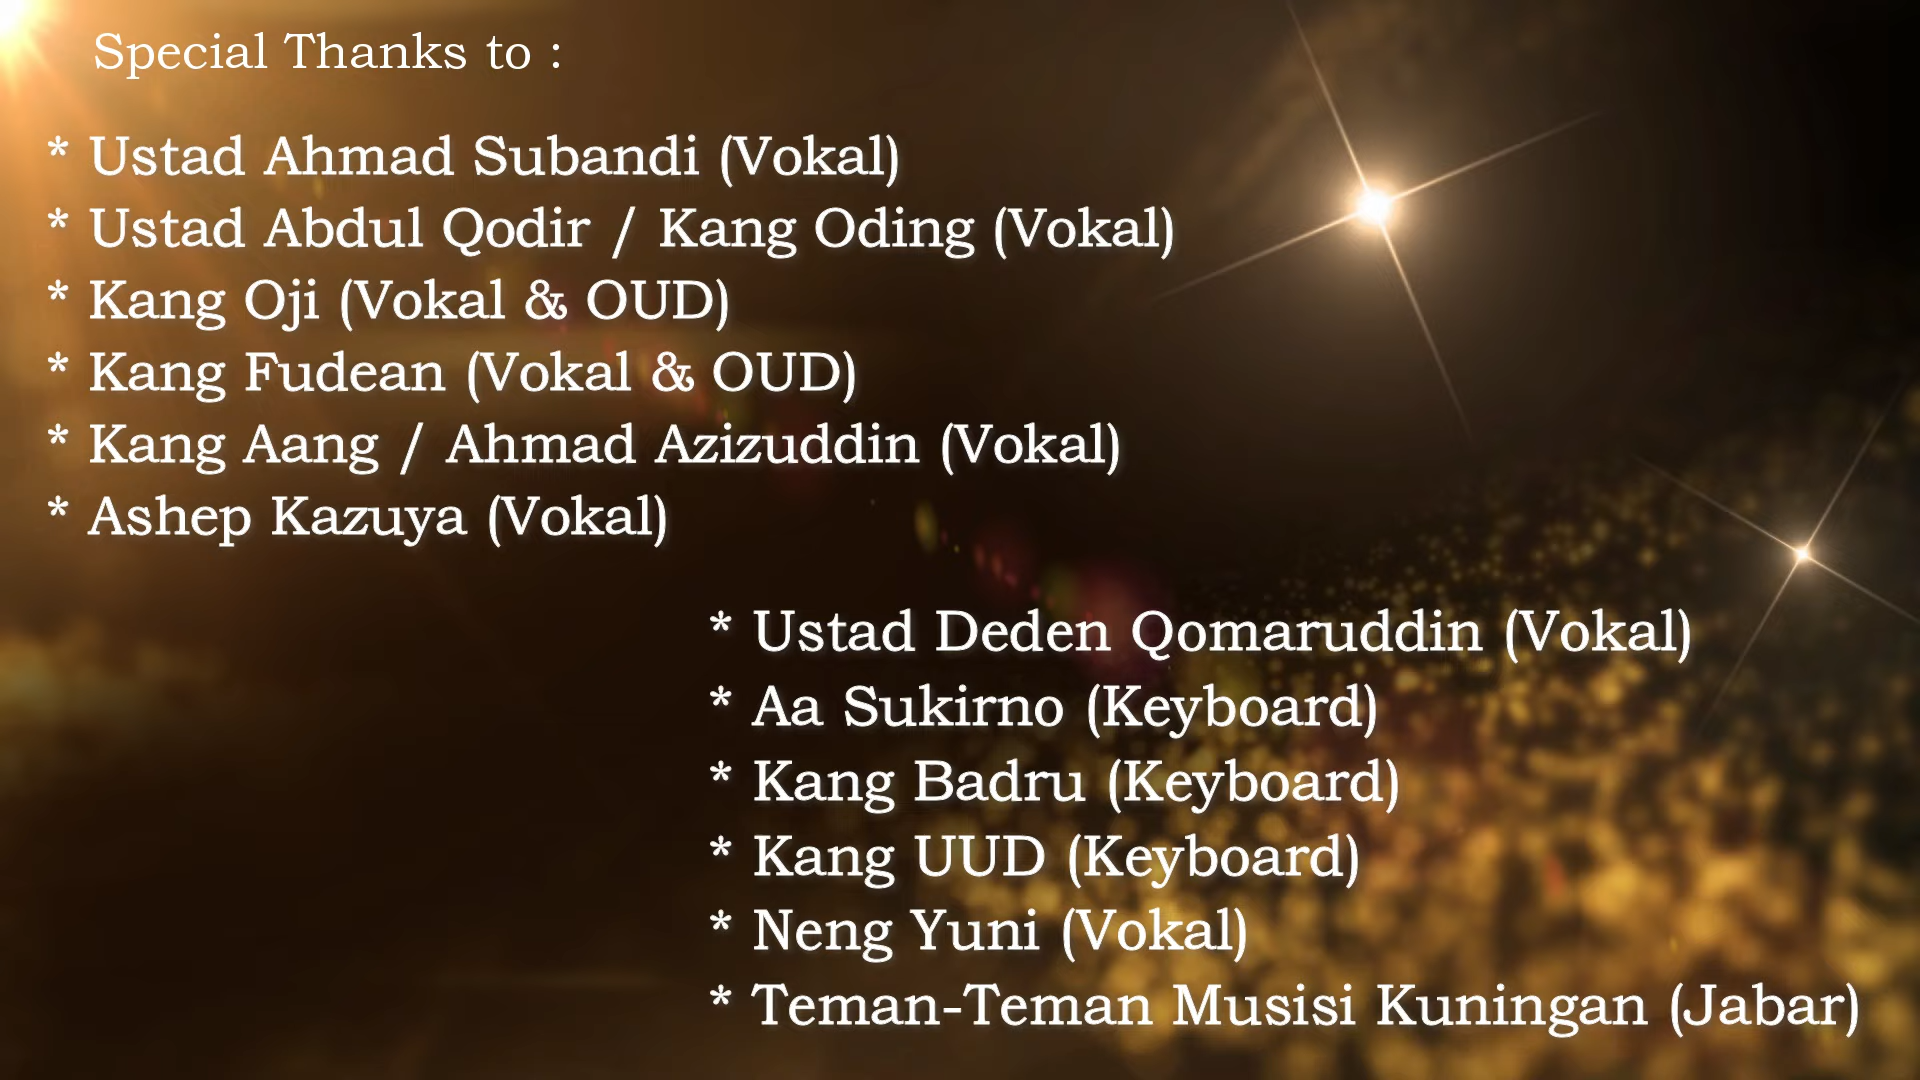 Special Thanks to :
* Ustad Ahmad Subandi (Vokal)
* Ustad Abdul Qodir / Kang Oding (Vokal)
* Kang Oji (Vokal & OUD)
* Kang Fudean (Vokal & OUD)
* Kang Aang / Ahmad Azizuddin (Vokal)
* Ashep Kazuya (Vokal)
* Ustad Deden Qomaruddin (Vokal)
* Aa Sukirno (Keyboard)
* Kang Badru (Keyboard)
* Kang UUD (Keyboard)
* Neng Yuni (Vokal)
* Teman-Teman Musisi Kuningan (Jabar)